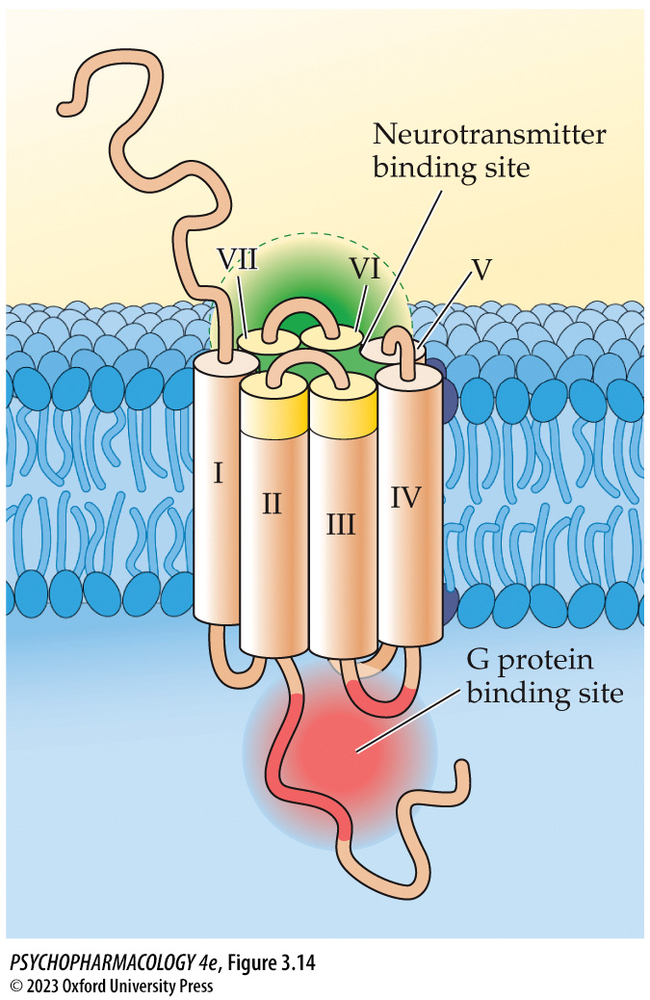 Neurotransmitter
binding site
VII
VI
V
I
II
III
IV
G protein
binding site
PSYCHOPHARMACOLOGY 4e, Figure 3.14
© 2023 Oxford University Press